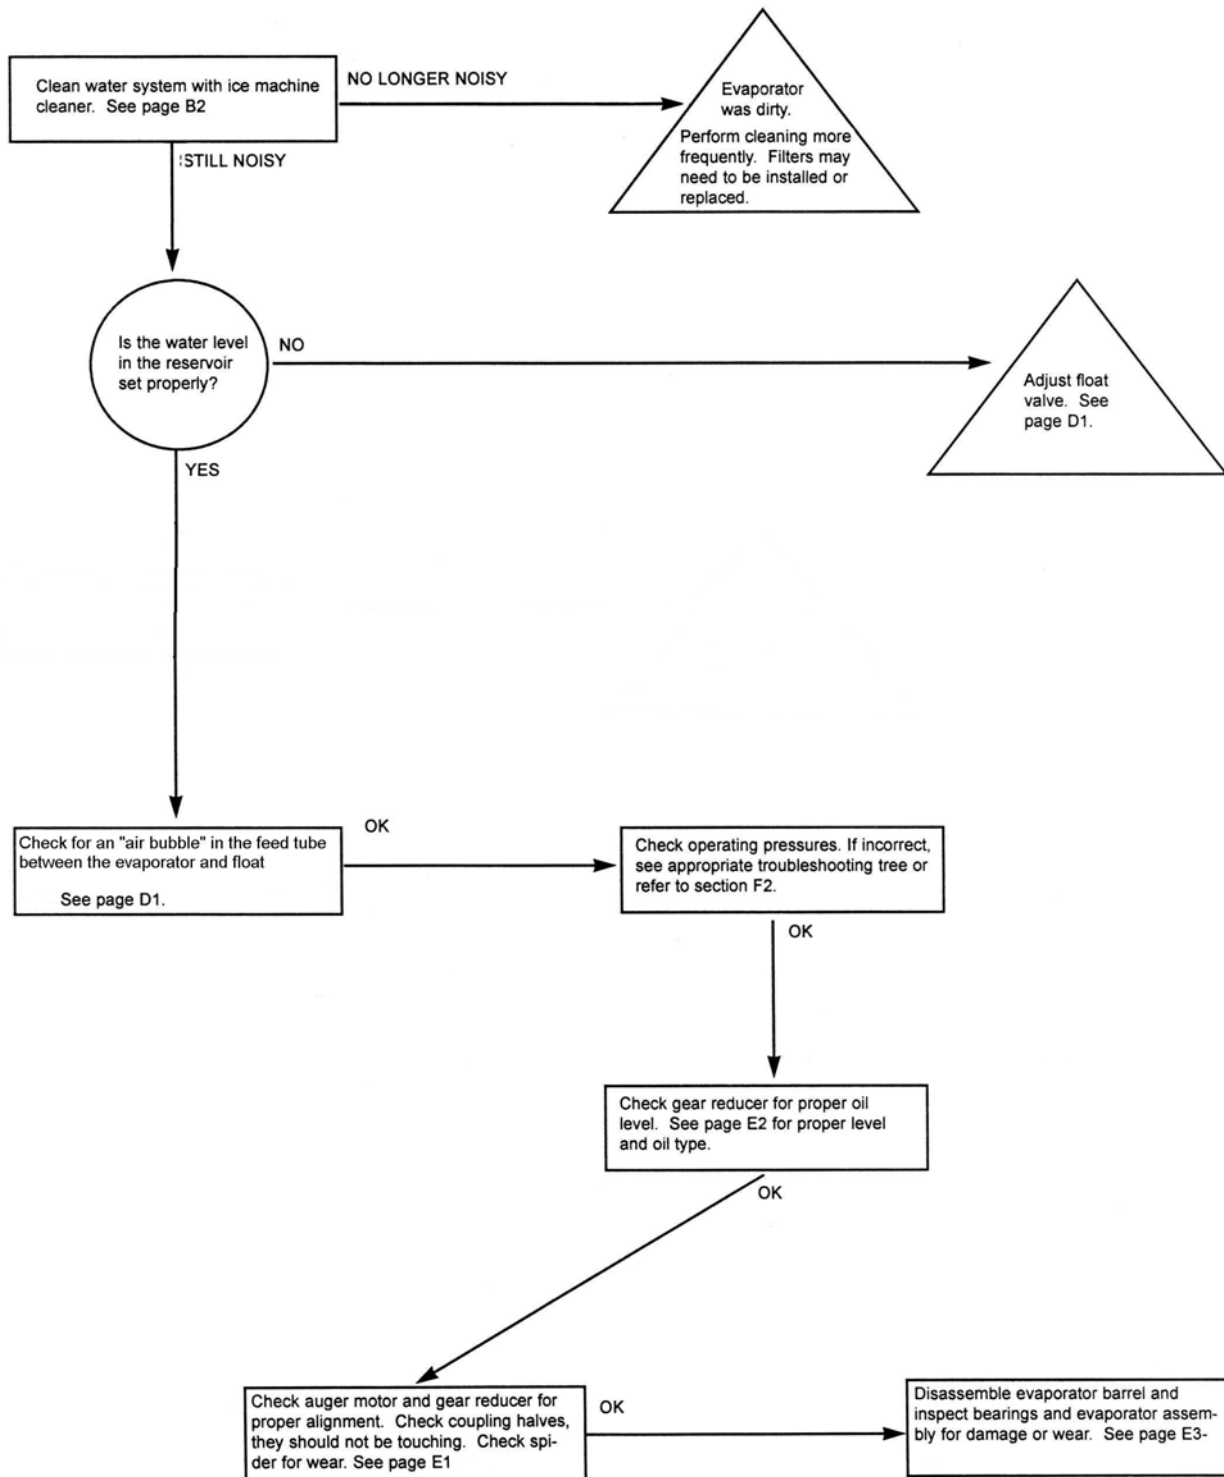 Clean water system with ice machine
cleaner. See page B2
NO LONGER NOISY
Evaporator
was dirty.
Perform cleaning more
frequently. Filters may
need to be installed or
replaced.
STILL NOISY
Is the water level
in the reservoir
set properly?
NO
Adjust float
valve. See
page D1.
YES
Check for an "air bubble" in the feed tube
between the evaporator and float
See page D1.
OK
Check operating pressures. If incorrect,
see appropriate troubleshooting tree or
refer to section F2.
OK
Check gear reducer for proper oil
level. See page E2 for proper level
and oil type.
OK
Check auger motor and gear reducer for
proper alignment. Check coupling halves,
they should not be touching. Check spi-
der for wear. See page E1
OK
Disassemble evaporator barrel and
inspect bearings and evaporator assem-
bly for damage or wear. See page E3-